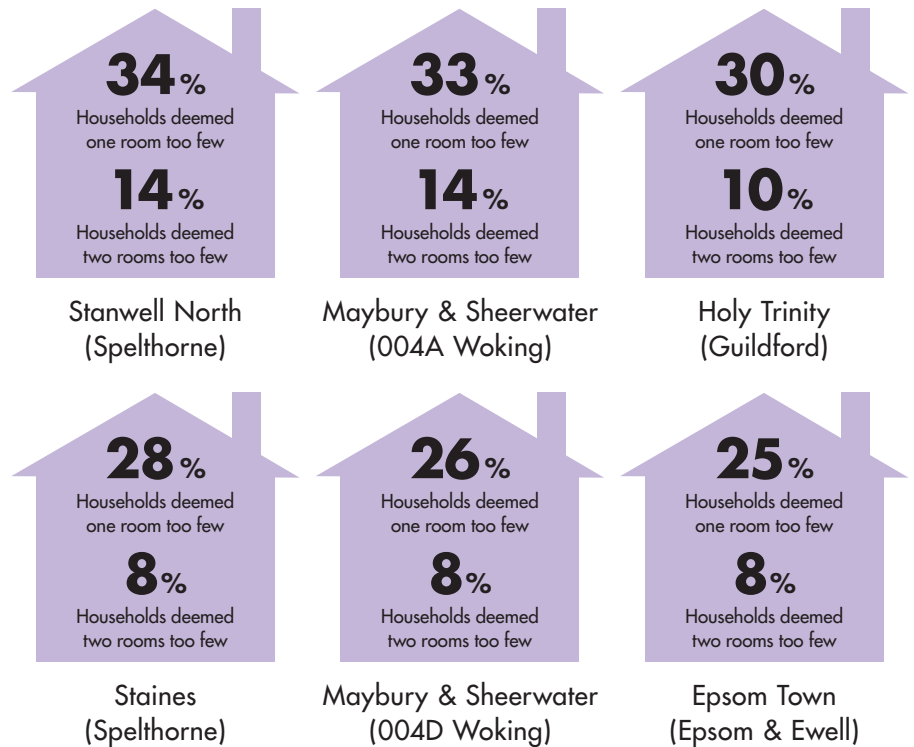 34%
Households deemed
one room too few
14%
Households deemed
two rooms too few
Stanwell North
(Spelthorne)
33%
Households deemed
one room too few
14%
Households deemed
two rooms too few
Maybury & Sheerwater
(004A Woking)
30%
Households deemed
one room too few
10%
Households deemed
two rooms too few
Holy Trinity
(Guildford)
28%
Households deemed
one room too few
8%
Households deemed
two rooms too few
Staines
(Spelthorne)
26%
Households deemed
one room too few
8%
Households deemed
two rooms too few
Maybury & Sheerwater
(004D Woking)
25%
Households deemed
one room too few
8%
Households deemed
two rooms too few
Epsom Town
(Epsom & Ewell)